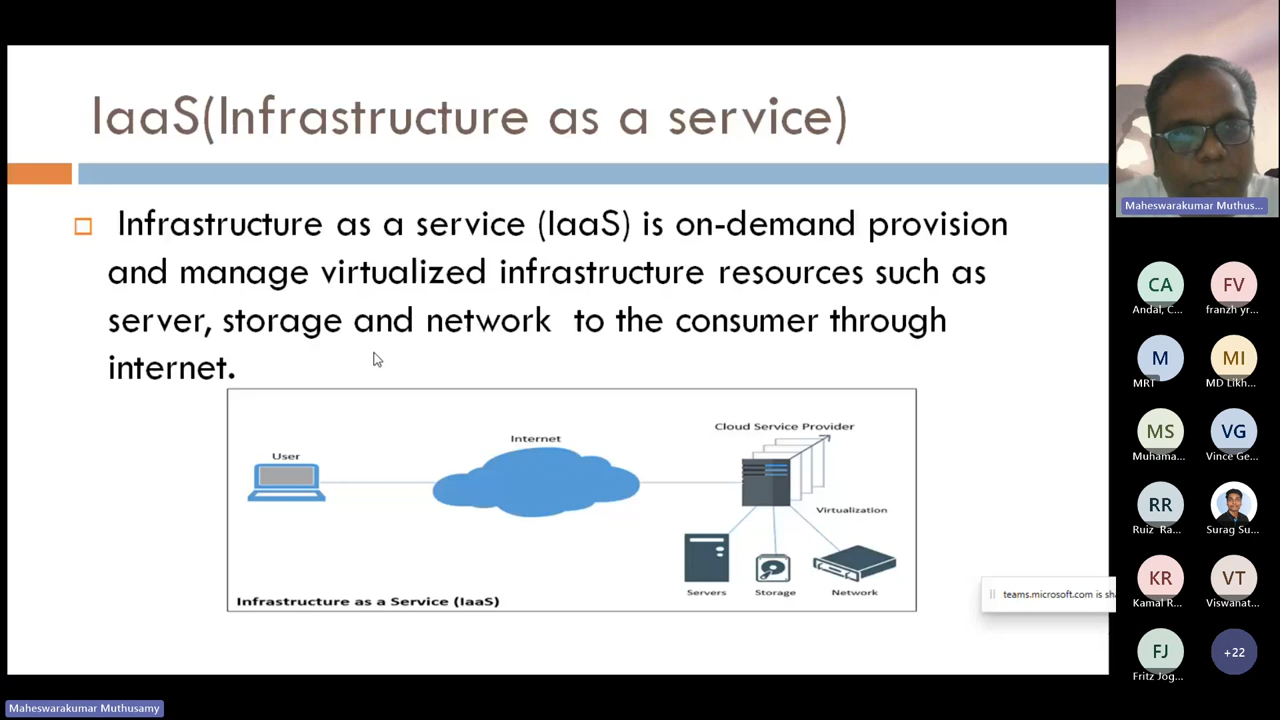 IaaS(Infrastructure as a service)
Infrastructure as a service (IaaS) is on-demand provision
and manage virtualized infrastructure resources such as
server, storage and network to the consumer through
internet.
User
Internet
Cloud Service Provider
Virtualization
Servers
Storage
Network
Infrastructure as a Service (IaaS)
teams.microsoft.com is sha
Maheswarakumar Muthus...
CA
FV
Andal, C...
franzh yr...
M
MI
MRT
MD Likh...
MS
VG
Muhama...
Vince Ge...
RR
Ruiz Ra...
Surag Su...
KR
VT
Kamal R...
Viswanat...
FJ
+22
Fritz Jog...
Maheswarakumar Muthusamy